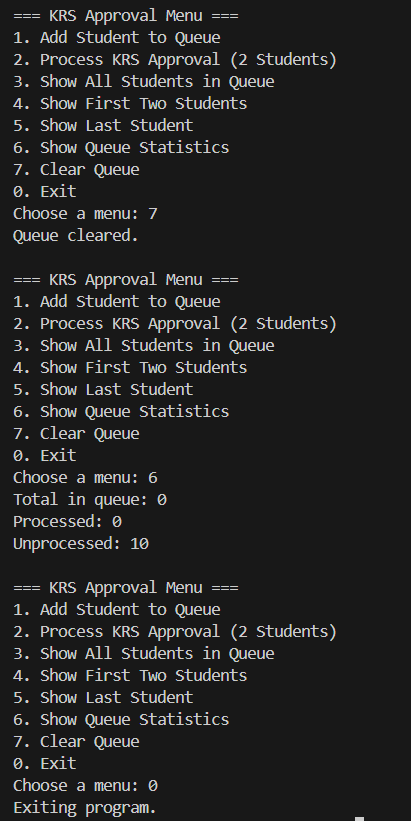 === KRS Approval Menu ===
1. Add Student to Queue
2. Process KRS Approval (2 Students)
3. Show All Students in Queue
4. Show First Two Students
5. Show Last Student
6. Show Queue Statistics
7. Clear Queue
0. Exit
Choose a menu: 7
Queue cleared.

=== KRS Approval Menu ===
1. Add Student to Queue
2. Process KRS Approval (2 Students)
3. Show All Students in Queue
4. Show First Two Students
5. Show Last Student
6. Show Queue Statistics
7. Clear Queue
0. Exit
Choose a menu: 6
Total in queue: 0
Processed: 0
Unprocessed: 10

=== KRS Approval Menu ===
1. Add Student to Queue
2. Process KRS Approval (2 Students)
3. Show All Students in Queue
4. Show First Two Students
5. Show Last Student
6. Show Queue Statistics
7. Clear Queue
0. Exit
Choose a menu: 0
Exiting program.